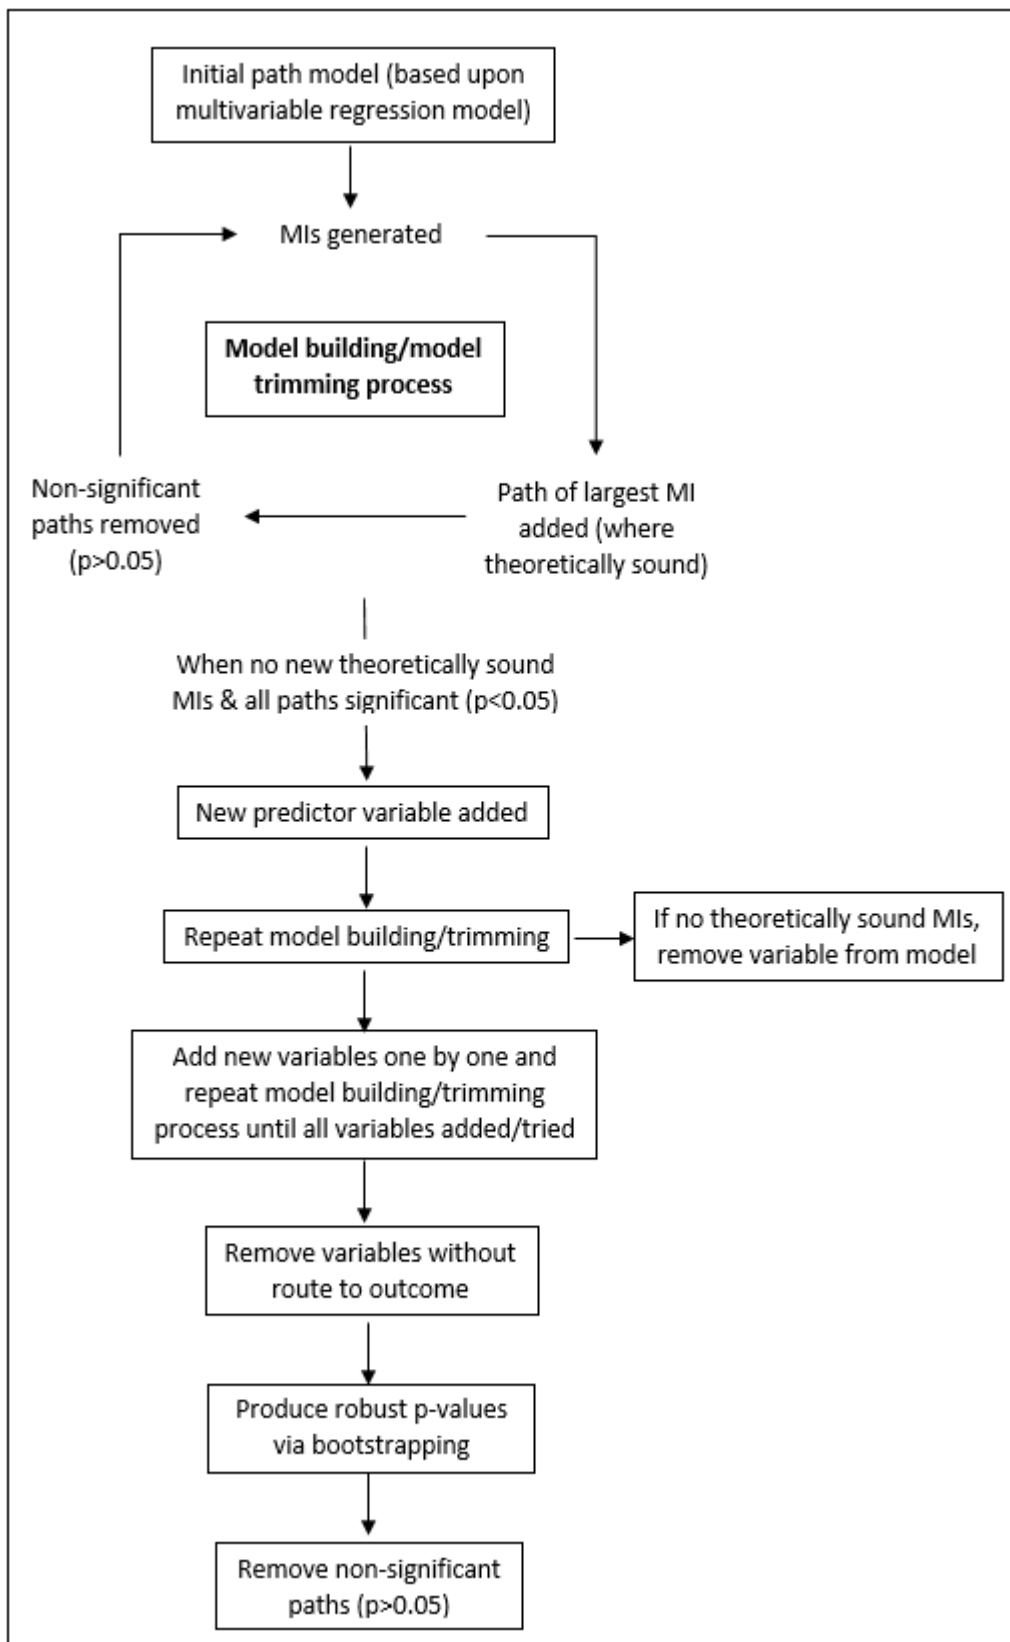 Initial path model (based upon
multivariable regression model)
MIs generated
Model building/model
trimming process
Non-significant
paths removed
(p>0.05)
Path of largest MI
added (where
theoretically sound)
When no new theoretically sound
MIs & all paths significant (p<0.05)
New predictor variable added
Repeat model building/trimming
If no theoretically sound MIs,
remove variable from model
Add new variables one by one and
repeat model building/trimming
process until all variables added/tried
Remove variables without
route to outcome
Produce robust p-values
via bootstrapping
Remove non-significant
paths (p>0.05)